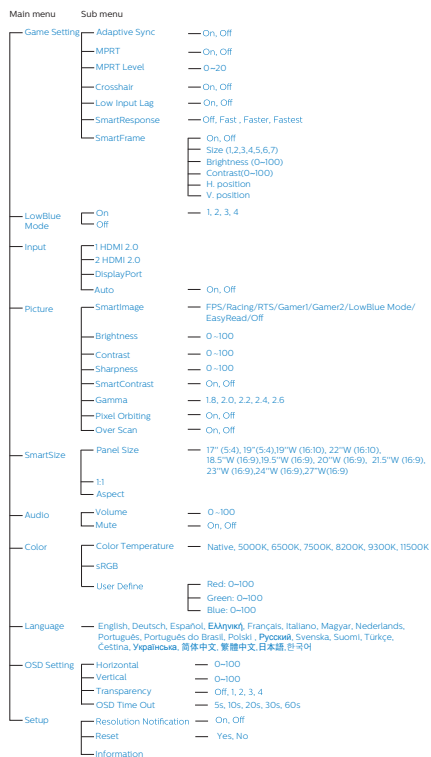 Main menu Sub menu
Game Setting Adaptive Sync On, Off
MPRT On, Off
MPRT Level 0–20
Crosshair On, Off
Low Input Lag On, Off
SmartResponse Off, Fast , Faster, Fastest
SmartFrame On, Off
Size (1,2,3,4,5,6,7)
Brightness (0–100)
Contrast(0–100)
H. position
V. position
LowBlue Mode On 1, 2, 3, 4
Off
Input 1 HDMI 2.0
2 HDMI 2.0
DisplayPort
Auto On, Off
Picture SmartImage FPS/Racing/RTS/Gamer1/Gamer2/LowBlue Mode/
EasyRead/Off
Brightness 0~100
Contrast 0~100
Sharpness 0~100
SmartContrast On, Off
Gamma 1.8, 2.0, 2.2, 2.4, 2.6
Pixel Orbiting On, Off
Over Scan On, Off
SmartSize Panel Size 17" (5:4), 19"(5:4),19"W (16:10), 22"W (16:10),
18.5"W (16:9),19.5"W (16:9), 20"W (16:9), 21.5"W (16:9),
23"W (16:9),24"W (16:9),27"W(16:9)
1:1
Aspect
Audio Volume 0~100
Mute On, Off
Color Color Temperature Native, 5000K, 6500K, 7500K, 8200K, 9300K, 11500K
sRGB
User Define Red: 0–100
Green: 0–100
Blue: 0–100
Language English, Deutsch, Español, Ελληνική, Français, Italiano, Magyar, Nederlands,
Português, Português do Brasil, Polski , Русский, Svenska, Suomi, Türkçe,
Čeština, Українська, 简体中文, 繁體中文,日本語,한국어
OSD Setting Horizontal 0–100
Vertical 0–100
Transparency Off, 1, 2, 3, 4
OSD Time Out 5s, 10s, 20s, 30s, 60s
Setup Resolution Notification On, Off
Reset Yes, No
Information